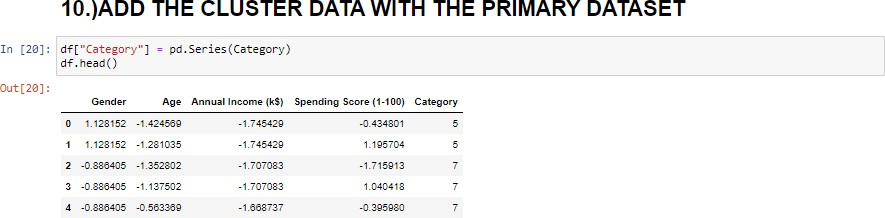 10.)ADD THE CLUSTER DATA WITH THE PRIMARY DATASET
In [20]: df["Category"] = pd.Series(Category)
df.head()
Out[20]:
Gender Age Annual Income (k$) Spending Score (1-100) Category
0 1.128152 -1.424569 -1.745429 -0.434801 5
1 1.128152 -1.281035 -1.745429 1.195704 5
2 -0.886405 -1.352802 -1.707083 -1.715913 7
3 -0.886405 -1.137502 -1.707083 1.040418 7
4 -0.886405 -0.563369 -1.668737 -0.395980 7